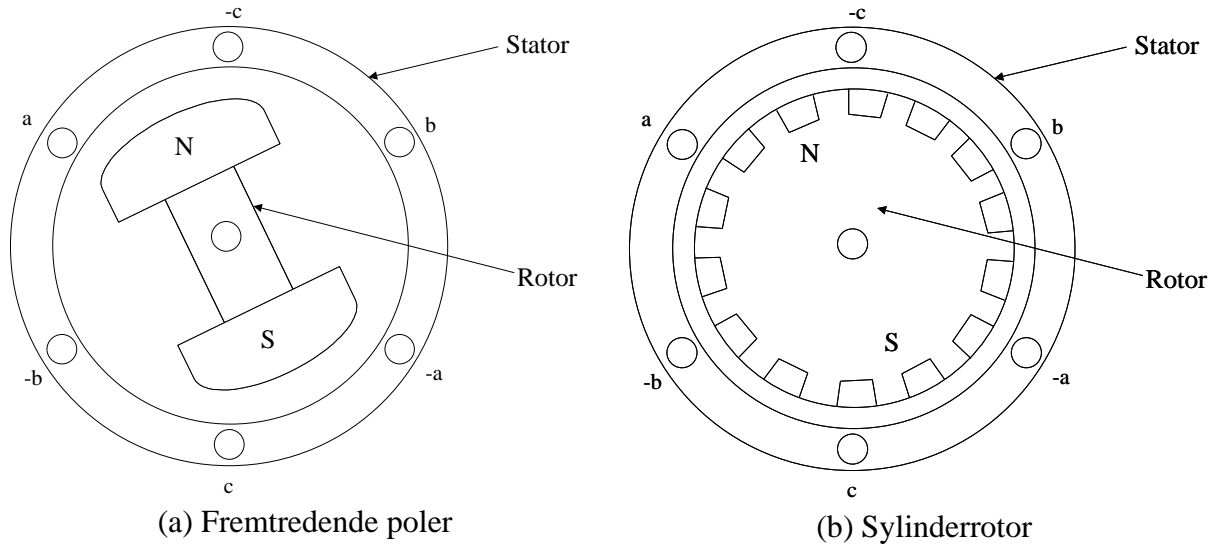 -c
Stator
a
b
N
Rotor
S
-b
-a
c
(a) Fremtredende poler
-c
Stator
a
b
N
Rotor
S
-b
-a
c
(b) Sylinderrotor